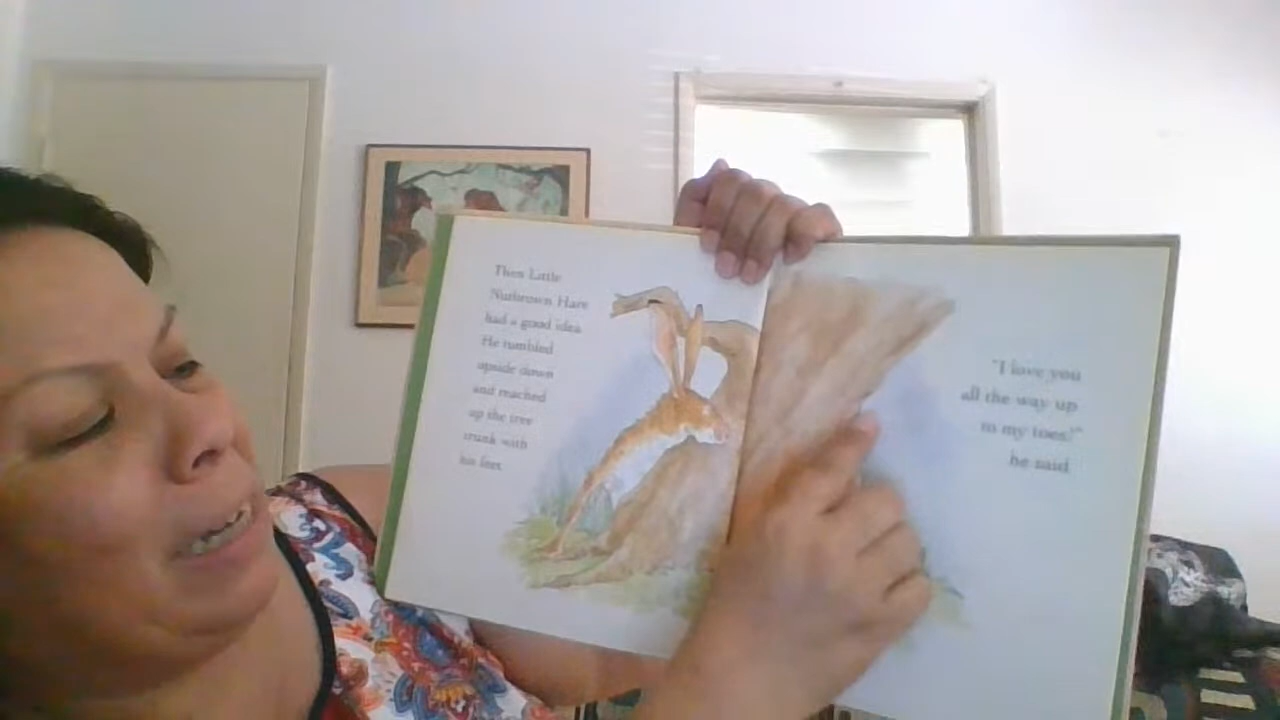 Then Little
Nutbrown Hare
had a good idea.
He tumbled
upside down
and reached
up the tree
trunk with
his feet.
"I love you
all the way up
to my toes!"
he said.